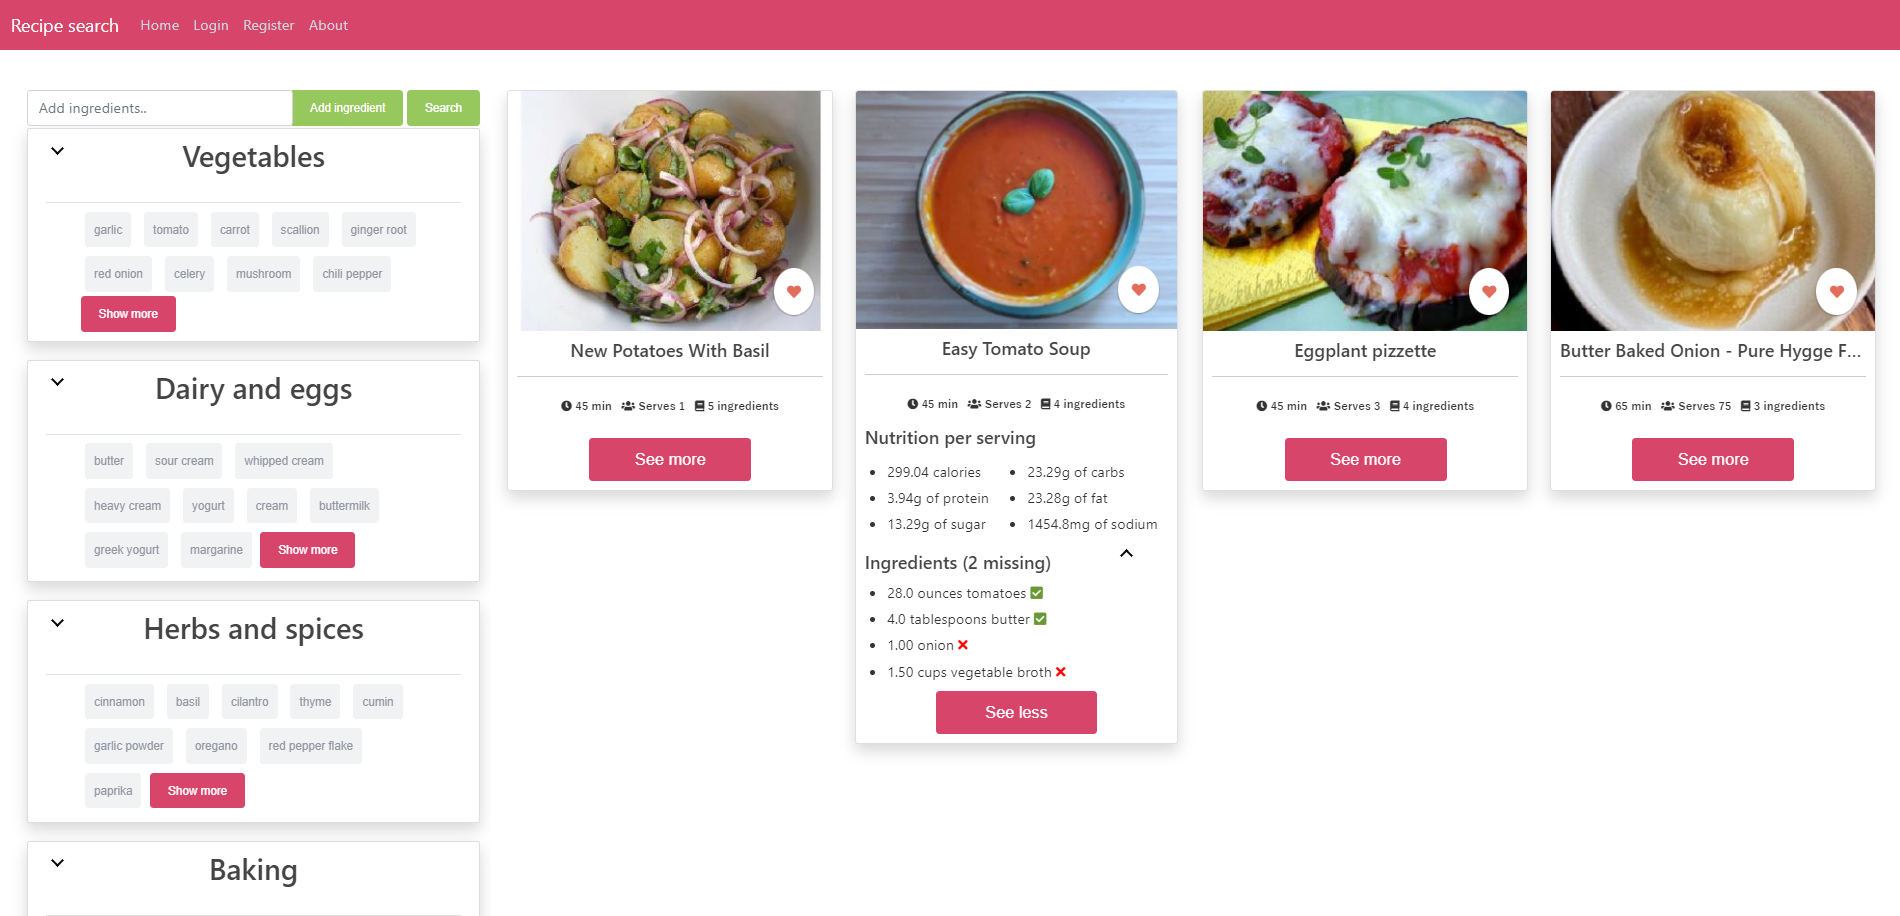 Recipe search Home Login Register About
Add ingredients.. Add ingredient Search
Vegetables
garlic tomato carrot scallion ginger root
red onion celery mushroom chili pepper
Show more
Dairy and eggs
butter sour cream whipped cream
heavy cream yogurt cream buttermilk
greek yogurt margarine Show more
Herbs and spices
cinnamon basil cilantro thyme cumin
garlic powder oregano red pepper flake
paprika Show more
Baking
New Potatoes With Basil
45 min Serves 1 5 ingredients
See more
Easy Tomato Soup
45 min Serves 2 4 ingredients
Nutrition per serving
299.04 calories 23.29g of carbs
3.94g of protein 23.28g of fat
13.29g of sugar 1454.8mg of sodium
Ingredients (2 missing)
28.0 ounces tomatoes
4.0 tablespoons butter
1.00 onion
1.50 cups vegetable broth
See less
Eggplant pizzette
45 min Serves 3 4 ingredients
See more
Butter Baked Onion - Pure Hygge F...
65 min Serves 75 3 ingredients
See more